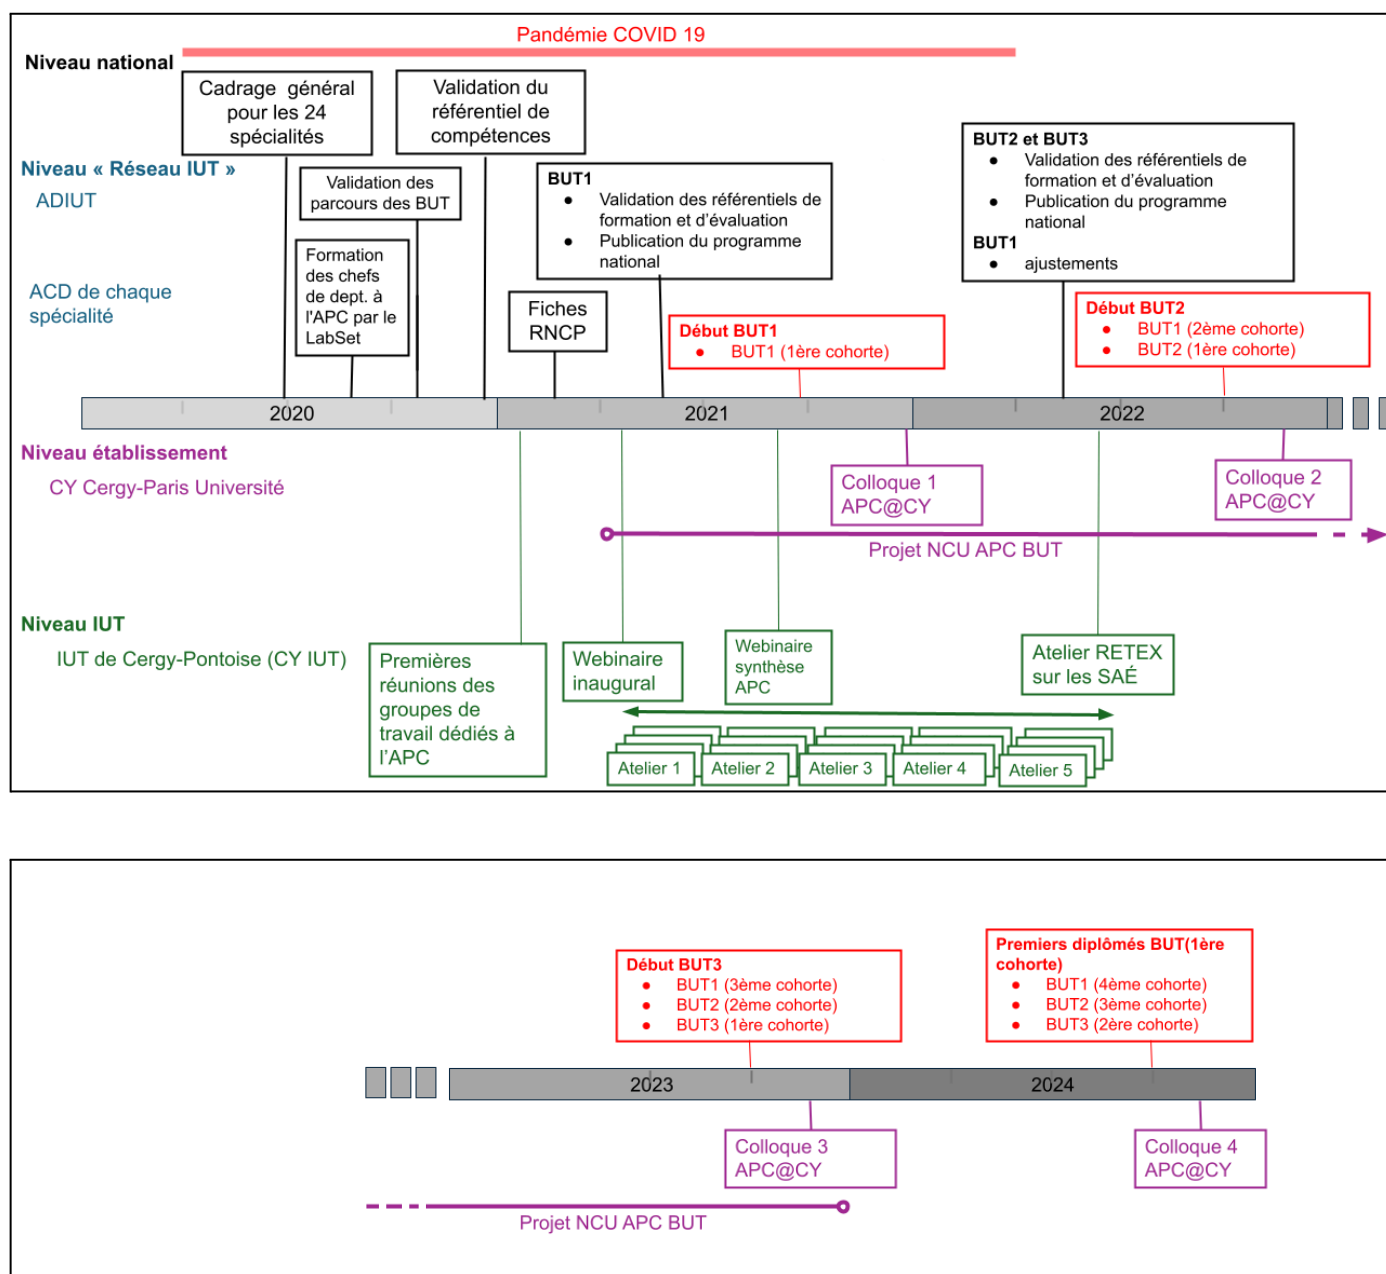 Pandémie COVID 19
Niveau national
Cadrage général
pour les 24
spécialités
Validation du
référentiel de
compétences
Niveau « Réseau IUT »
ADIUT
Validation des
parcours des BUT
BUT1
● Validation des référentiels de
formation et d'évaluation
● Publication du programme
national
BUT2 et BUT3
● Validation des référentiels de
formation et d'évaluation
● Publication du programme
national
BUT1
● ajustements
Formation
des chefs
de dept. à
l'APC par le
LabSet
ACD de chaque
spécialité
Fiches
RNCP
Début BUT1
● BUT1 (1ère cohorte)
Début BUT2
● BUT1 (2ème cohorte)
● BUT2 (1ère cohorte)
2020
2021
2022
Niveau établissement
CY Cergy-Paris Université
Colloque 1
APC@CY
Colloque 2
APC@CY
Projet NCU APC BUT
Niveau IUT
IUT de Cergy-Pontoise (CY IUT)
Premières
réunions des
groupes de
travail dédiés à
l'APC
Webinaire
inaugural
Webinaire
synthèse
APC
Atelier RETEX
sur les SAÉ
Atelier 1
Atelier 2
Atelier 3
Atelier 4
Atelier 5
Début BUT3
● BUT1 (3ème cohorte)
● BUT2 (2ème cohorte)
● BUT3 (1ère cohorte)
Premiers diplômés BUT(1ère
cohorte)
● BUT1 (4ème cohorte)
● BUT2 (3ème cohorte)
● BUT3 (2ère cohorte)
2023
2024
Colloque 3
APC@CY
Colloque 4
APC@CY
Projet NCU APC BUT